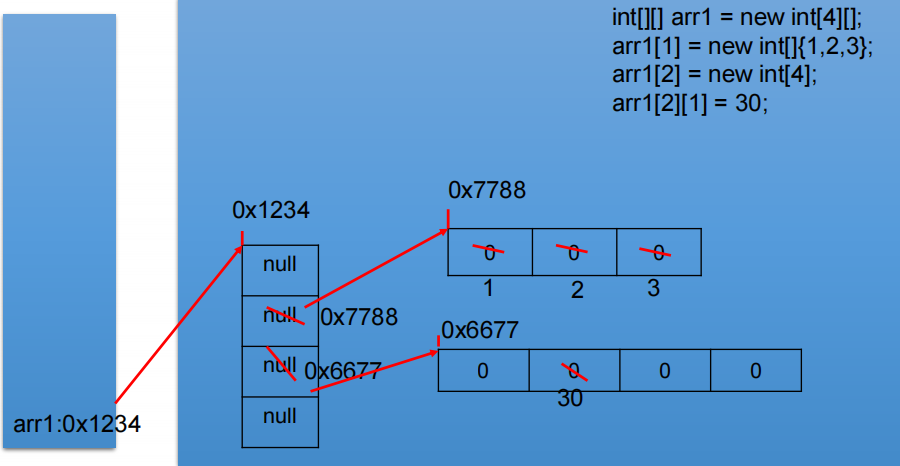 int[][] arr1 = new int[4][];
arr1[1] = new int[]{1,2,3};
arr1[2] = new int[4];
arr1[2][1] = 30;
0x7788
0x1234
null
0 0 0
1 2 3
null 0x7788
0x6677
null 0x6677
0 0 0 0
30
null
arr1:0x1234